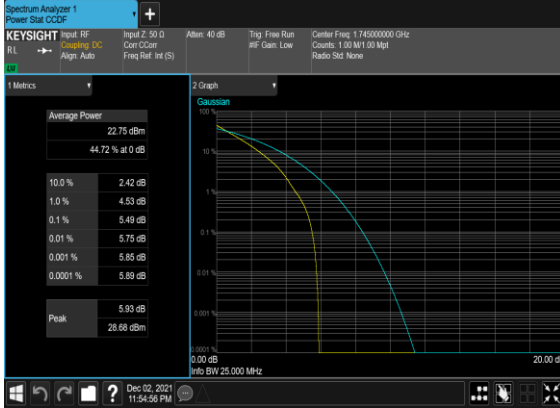 Spectrum Analyzer 1
Power Stat CCDF
KEYSIGHT
RL
Input: RF
Coupling: DC
Align: Auto
Input Z: 50 Ω
Corr CCorr
Freq Ref: Int (S)
Atten: 40 dB
Trig: Free Run
#IF Gain: Low
Center Freq: 1.745000000 GHz
Counts: 1.00 M/1.00 Mpt
Radio Std: None
1 Metrics
2 Graph
Average Power
22.75 dBm
44.72 % at 0 dB
10.0 % 2.42 dB
1.0 % 4.53 dB
0.1 % 5.49 dB
0.01 % 5.75 dB
0.001 % 5.85 dB
0.0001 % 5.89 dB
Peak
5.93 dB
28.68 dBm
Gaussian
100 %
10 %
1 %
0.1 %
0.01 %
0.001 %
0.0001 %
0.00 dB
20.00 d
Info BW 25.000 MHz
Dec 02, 2021
11:54:56 PM